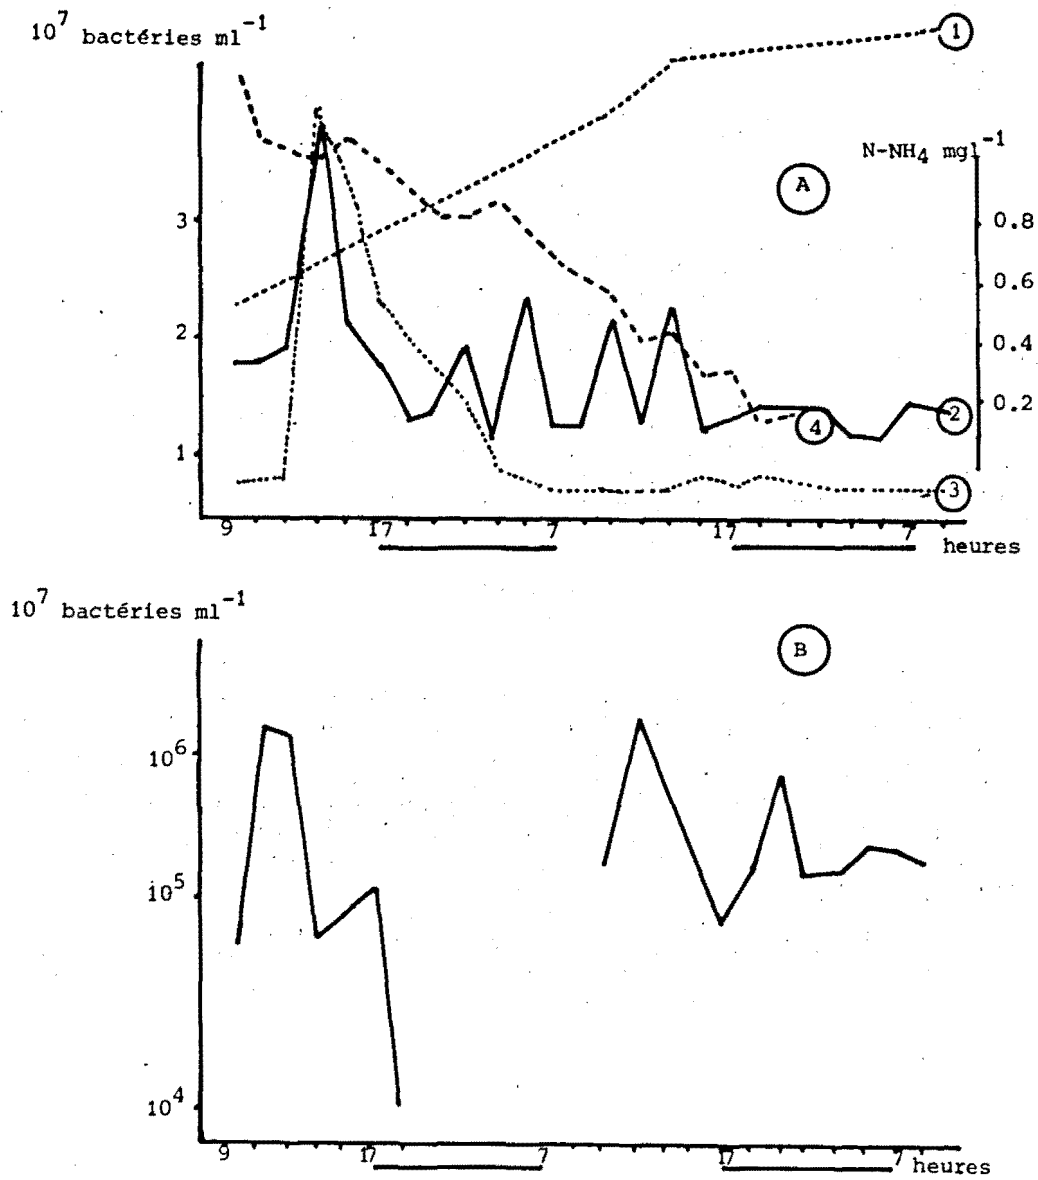 10⁷ bactéries ml⁻¹
1
N-NH₄ mgl⁻¹
A
3
0.8
0.6
2
0.4
0.2
2
4
1
3
9 17 7 17 7
heures
10⁷ bactéries ml⁻¹
B
10⁶
10⁵
10⁴
9 17 7 17 7 heures